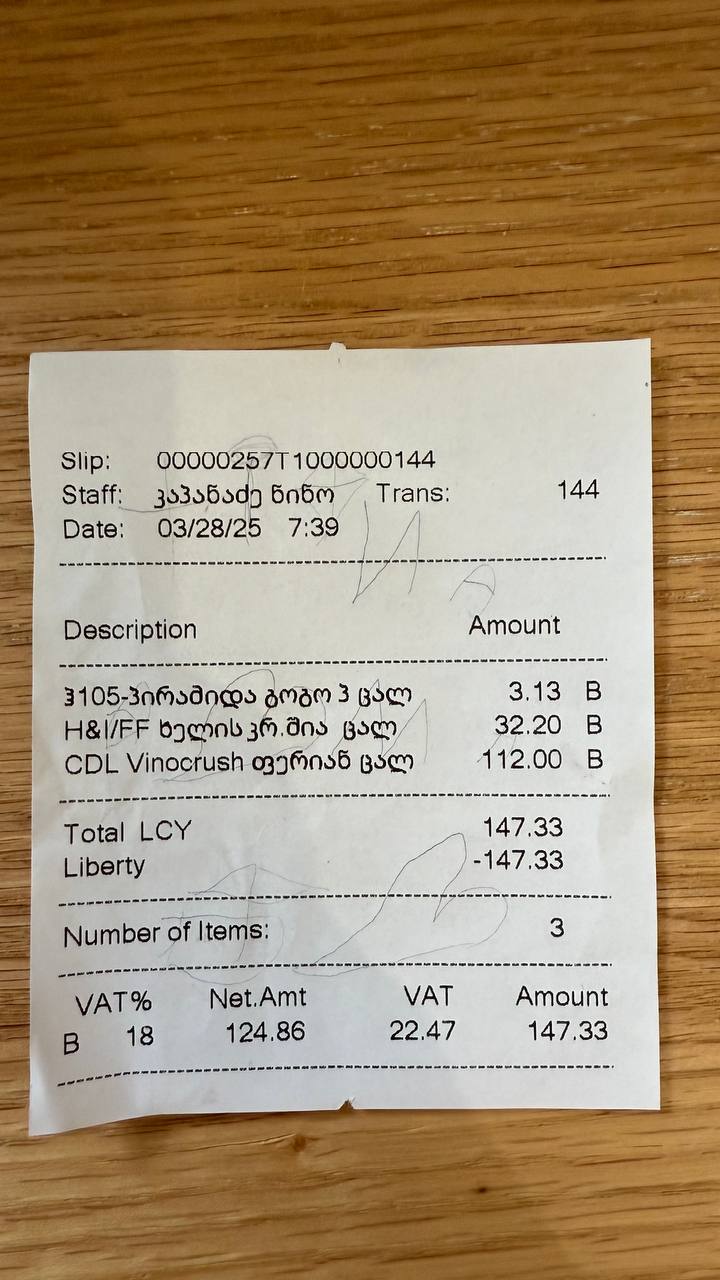 Slip: 00000257T1000000144
Staff: კაპანაძე ნინო Trans: 144
Date: 03/28/25 7:39
Description Amount
ჰ105-პირამიდა გოგო ჰ ცალ 3.13 B
H&I/FF ხელის კრ.შია ცალ 32.20 B
CDL Vinocrush ფერიან ცალ 112.00 B
Total LCY 147.33
Liberty -147.33
Number of Items: 3
VAT% Net.Amt VAT Amount
B 18 124.86 22.47 147.33